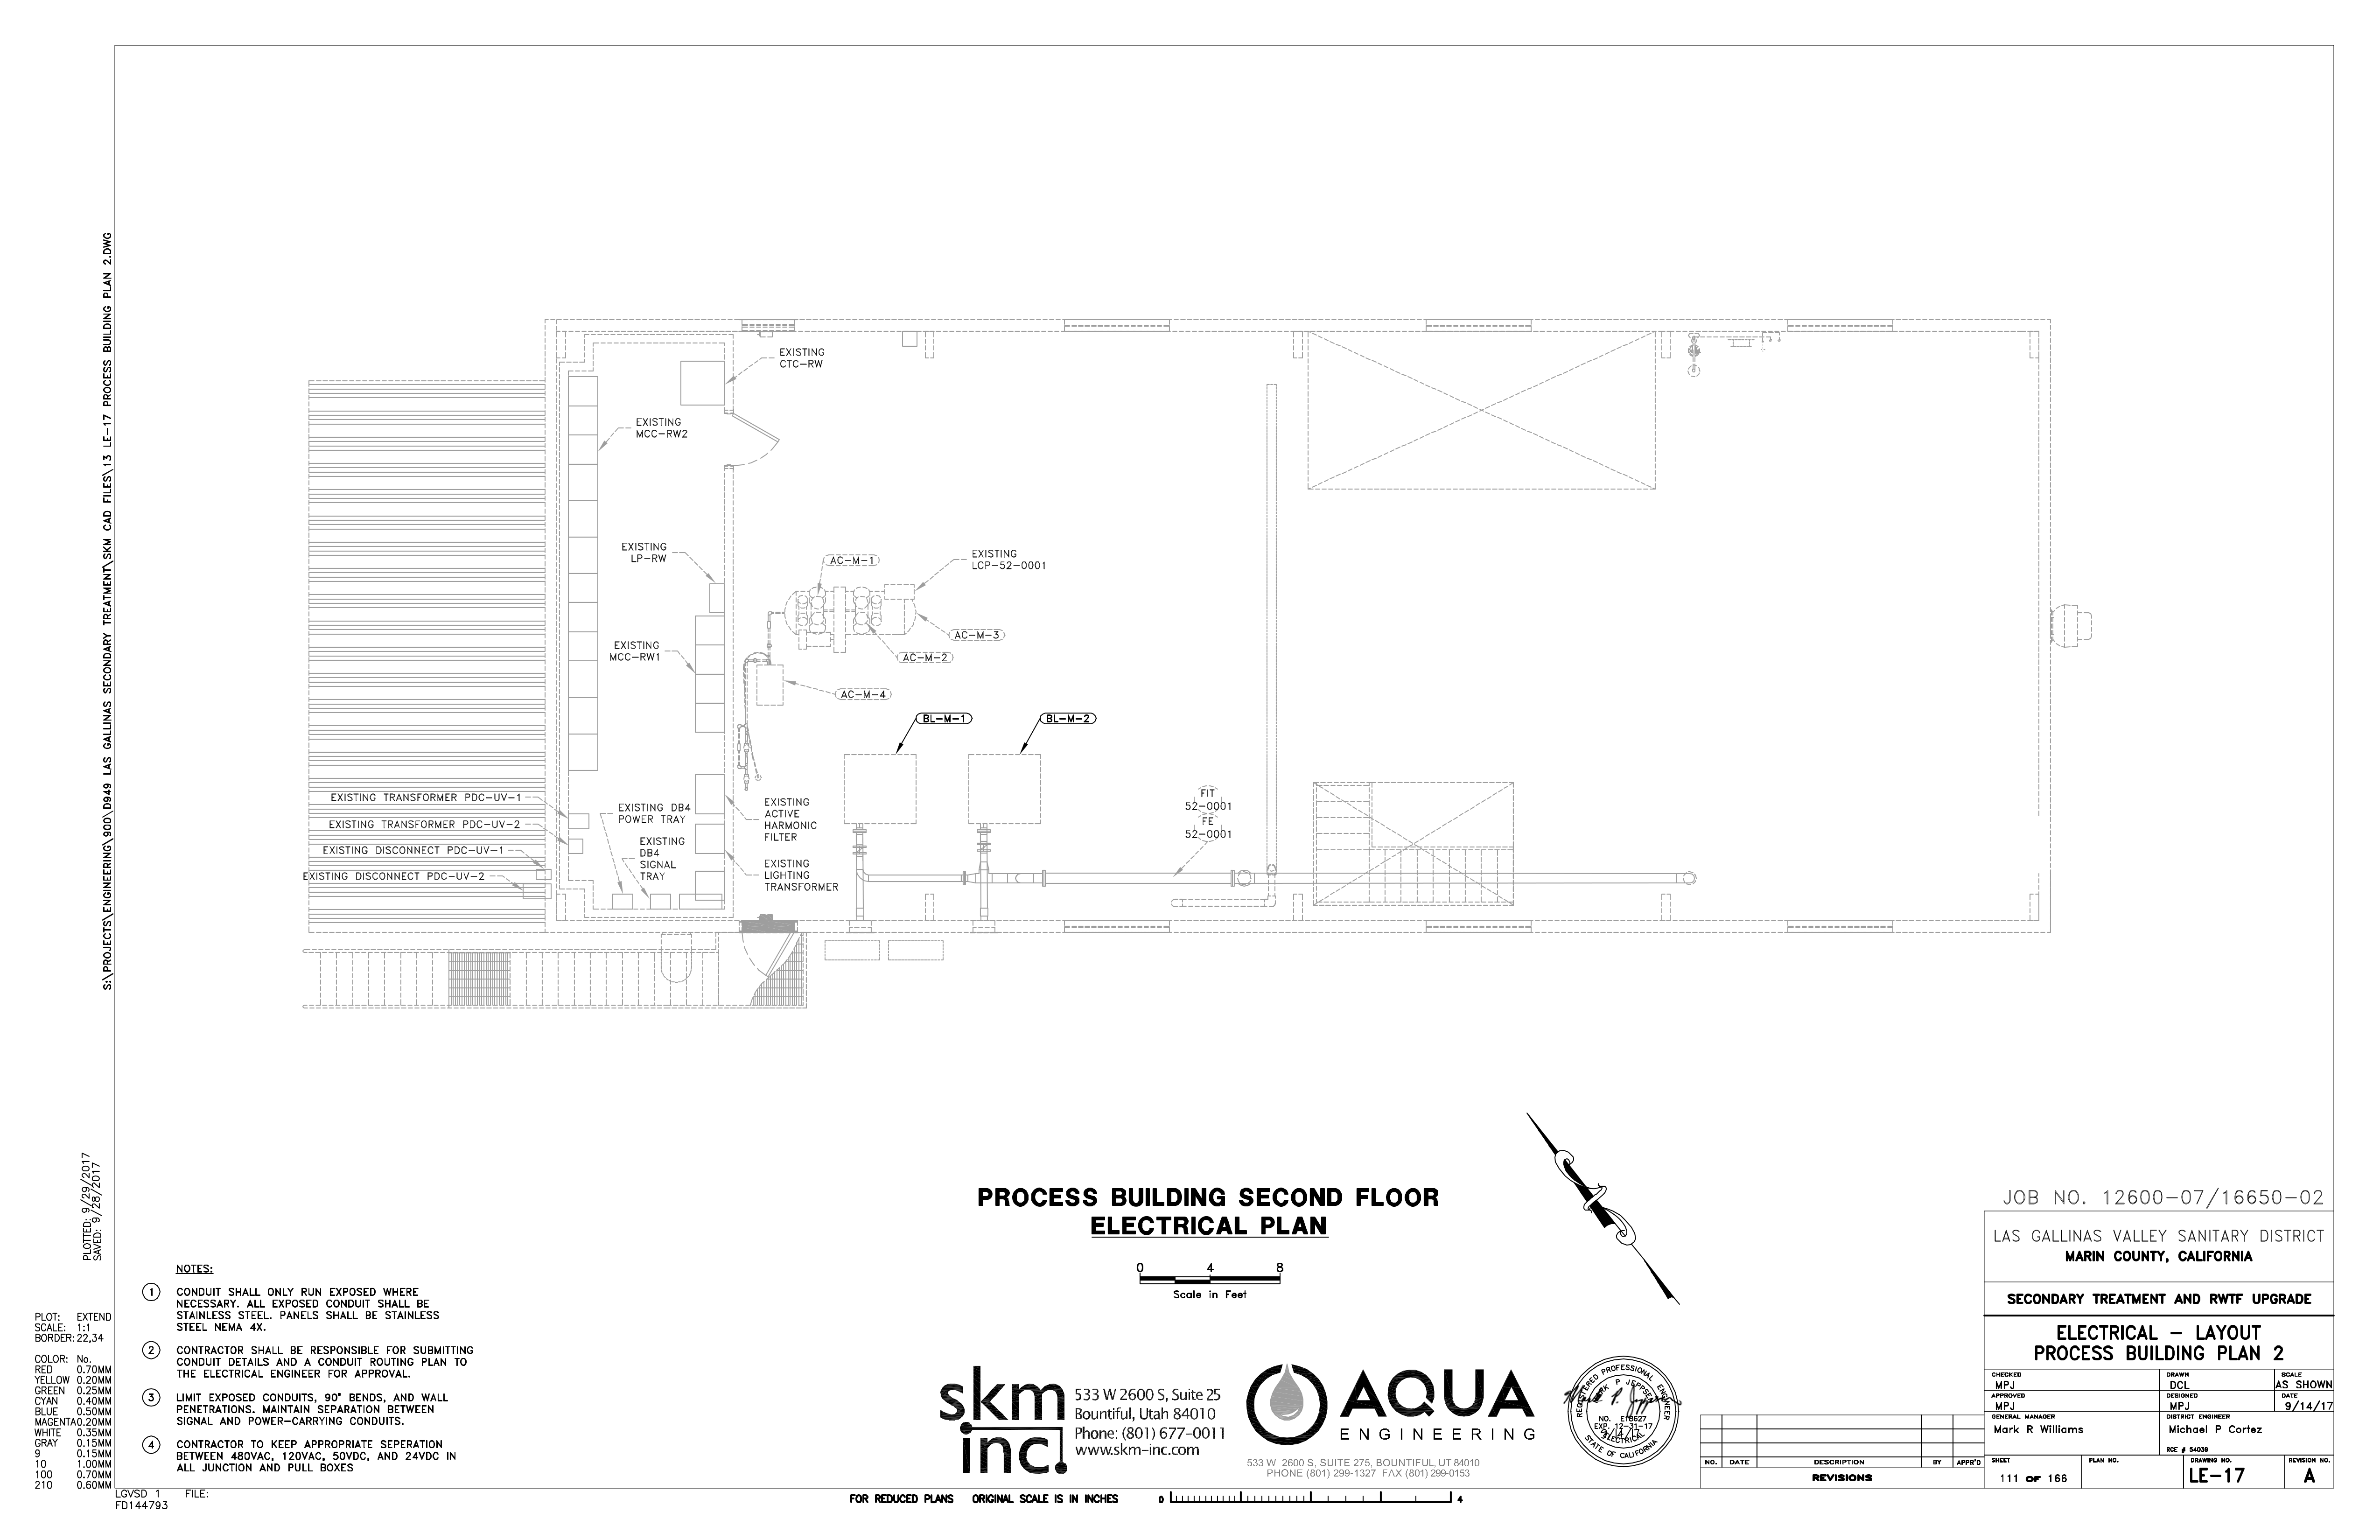 S:\PROJECTS\ENGINEERING\900\D949 LAS GALLINAS SECONDARY TREATMENT\SKM CAD FILES\13 LE-17 PROCESS BUILDING PLAN 2.DWG
EXISTING
CTC-RW
EXISTING
MCC-RW2
EXISTING
LP-RW
AC-M-1
EXISTING
LCP-52-0001
AC-M-3
AC-M-2
EXISTING
MCC-RW1
AC-M-4
BL-M-1
BL-M-2
FIT
52-0001
FE
52-0001
EXISTING TRANSFORMER PDC-UV-1
EXISTING TRANSFORMER PDC-UV-2
EXISTING DISCONNECT PDC-UV-1
EXISTING DISCONNECT PDC-UV-2
EXISTING DB4
POWER TRAY
EXISTING
DB4
SIGNAL
TRAY
EXISTING
ACTIVE
HARMONIC
FILTER
EXISTING
LIGHTING
TRANSFORMER
PLOTTED: 9/29/2017
SAVED: 9/28/2017
PROCESS BUILDING SECOND FLOOR
ELECTRICAL PLAN
0 4 8
Scale in Feet
NOTES:
1 CONDUIT SHALL ONLY RUN EXPOSED WHERE
NECESSARY. ALL EXPOSED CONDUIT SHALL BE
STAINLESS STEEL. PANELS SHALL BE STAINLESS
STEEL NEMA 4X.
2 CONTRACTOR SHALL BE RESPONSIBLE FOR SUBMITTING
CONDUIT DETAILS AND A CONDUIT ROUTING PLAN TO
THE ELECTRICAL ENGINEER FOR APPROVAL.
3 LIMIT EXPOSED CONDUITS, 90° BENDS, AND WALL
PENETRATIONS. MAINTAIN SEPARATION BETWEEN
SIGNAL AND POWER-CARRYING CONDUITS.
4 CONTRACTOR TO KEEP APPROPRIATE SEPERATION
BETWEEN 480VAC, 120VAC, 50VDC, AND 24VDC IN
ALL JUNCTION AND PULL BOXES
PLOT: EXTEND
SCALE: 1:1
BORDER: 22,34
COLOR: No.
RED 0.70MM
YELLOW 0.20MM
GREEN 0.25MM
CYAN 0.40MM
BLUE 0.50MM
MAGENTA 0.20MM
WHITE 0.35MM
GRAY 0.15MM
9 0.15MM
10 1.00MM
100 0.70MM
210 0.60MM
LGVSD 1 FILE:
FD144793
skm
inc.
533 W 2600 S, Suite 25
Bountiful, Utah 84010
Phone: (801) 677-0011
www.skm-inc.com
AQUA
ENGINEERING
533 W 2600 S, SUITE 275, BOUNTIFUL, UT 84010
PHONE (801) 299-1327 FAX (801) 299-0153
REGISTERED PROFESSIONAL ENGINEER
MARK P JEPPSEN
NO. E18627
EXP. 12-31-17
ELECTRICAL
STATE OF CALIFORNIA
FOR REDUCED PLANS ORIGINAL SCALE IS IN INCHES 0 4
JOB NO. 12600-07/16650-02
LAS GALLINAS VALLEY SANITARY DISTRICT
MARIN COUNTY, CALIFORNIA
SECONDARY TREATMENT AND RWTF UPGRADE
ELECTRICAL - LAYOUT
PROCESS BUILDING PLAN 2
CHECKED DRAWN SCALE
MPJ DCL AS SHOWN
APPROVED DESIGNED DATE
MPJ MPJ 9/14/17
GENERAL MANAGER DISTRICT ENGINEER
Mark R Williams Michael P Cortez
RCE # 54039
NO. DATE DESCRIPTION BY APPR'D
REVISIONS
SHEET PLAN NO. DRAWING NO. REVISION NO.
111 OF 166 LE-17 A